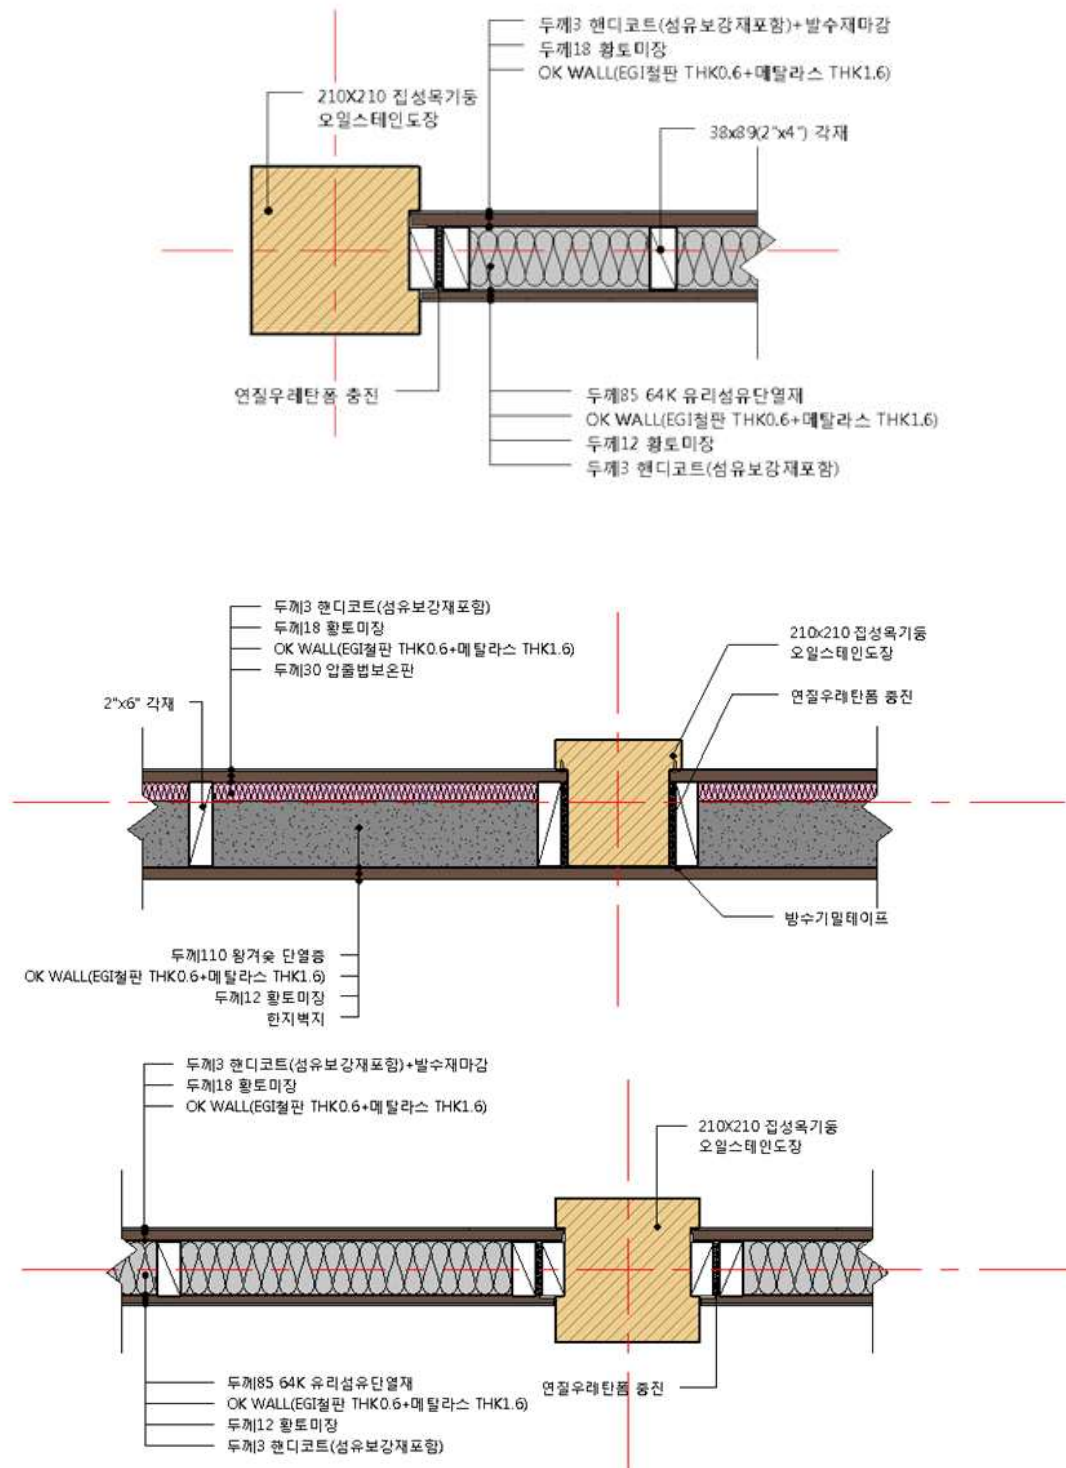 두께3 핸디코트(섬유보강재포함)+발수재마감
두께18 황토미장
OK WALL(EGI철판 THK0.6+메탈라스 THK1.6)
210X210 집성목기둥
오일스테인도장
38x89(2"x4") 각재
연질우레탄폼 충진
두께85 64K 유리섬유단열재
OK WALL(EGI철판 THK0.6+메탈라스 THK1.6)
두께12 황토미장
두께3 핸디코트(섬유보강재포함)
두께3 핸디코트(섬유보강재포함)
두께18 황토미장
OK WALL(EGI철판 THK0.6+메탈라스 THK1.6)
두께30 압출법보온판
2"x6" 각재
210x210 집성목기둥
오일스테인도장
연질우레탄폼 충진
방수기밀테이프
두께110 왕겨숯 단열층
OK WALL(EGI철판 THK0.6+메탈라스 THK1.6)
두께12 황토미장
한지벽지
두께3 핸디코트(섬유보강재포함)+발수재마감
두께18 황토미장
OK WALL(EGI철판 THK0.6+메탈라스 THK1.6)
210X210 집성목기둥
오일스테인도장
두께85 64K 유리섬유단열재
OK WALL(EGI철판 THK0.6+메탈라스 THK1.6)
두께12 황토미장
두께3 핸디코트(섬유보강재포함)
연질우레탄폼 충진